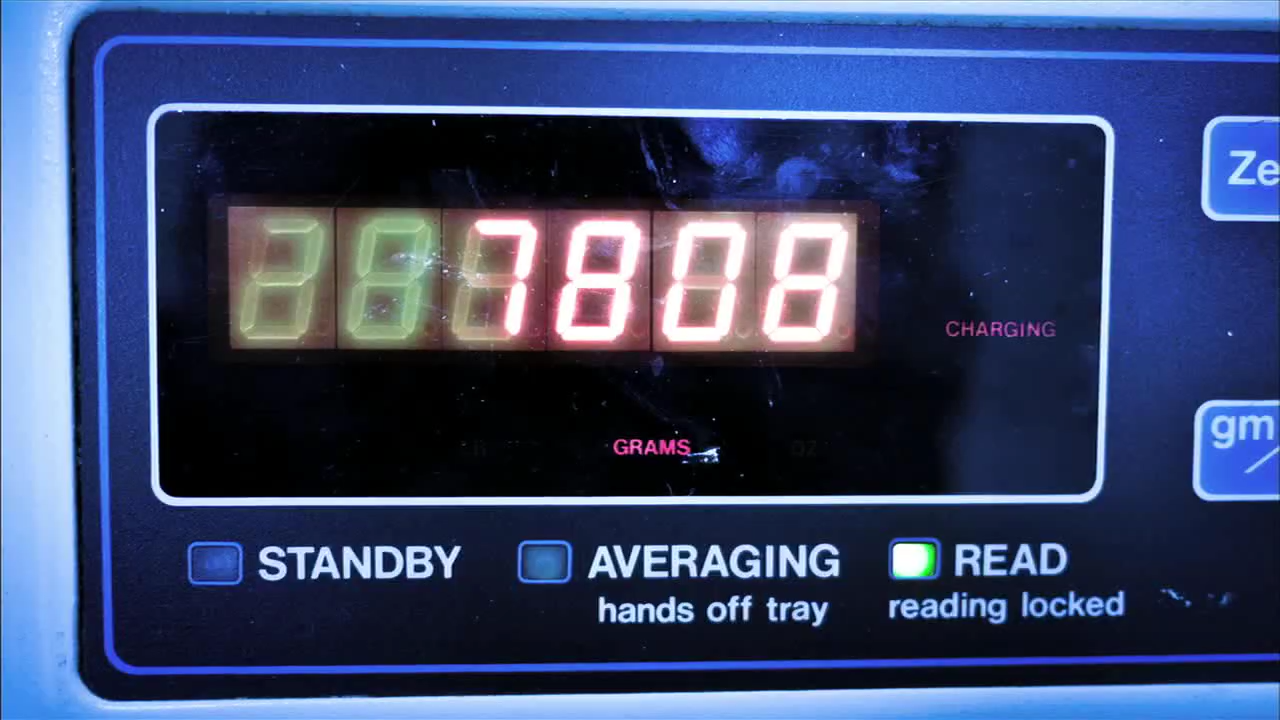 Ze
7808
CHARGING
gm
/
GRAMS
STANDBY
AVERAGING
READ
hands off tray
reading locked